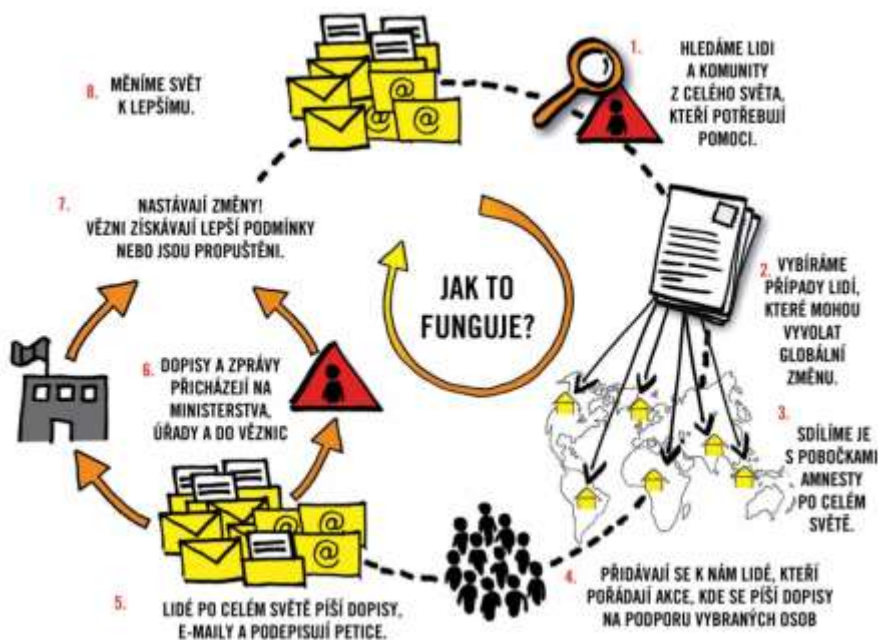 1. HLEDÁME LIDI
A KOMUNITY
Z CELÉHO SVĚTA,
KTEŘÍ POTŘEBUJÍ
POMOCI.
2. VYBÍRÁME
PŘÍPADY LIDÍ,
KTERÉ MOHOU
VYVOLAT
GLOBÁLNÍ
ZMĚNU.
3. SDÍLÍME JE
S POBOČKAMI
AMNESTY
PO CELÉM
SVĚTĚ.
4. PŘIDÁVAJÍ SE K NÁM LIDÉ, KTEŘÍ
POŘÁDAJÍ AKCE, KDE SE PÍŠÍ DOPISY
NA PODPORU VYBRANÝCH OSOB
5. LIDÉ PO CELÉM SVĚTĚ PÍŠÍ DOPISY,
E-MAILY A PODEPISUJÍ PETICE.
6. DOPISY A ZPRÁVY
PŘICHÁZEJÍ NA
MINISTERSTVA,
ÚŘADY A DO VĚZNIC
7. NASTÁVAJÍ ZMĚNY!
VĚZNI ZÍSKÁVAJÍ LEPŠÍ PODMÍNKY
NEBO JSOU PROPUŠTĚNI.
8. MĚNÍME SVĚT
K LEPŠÍMU.
JAK TO
FUNGUJE?